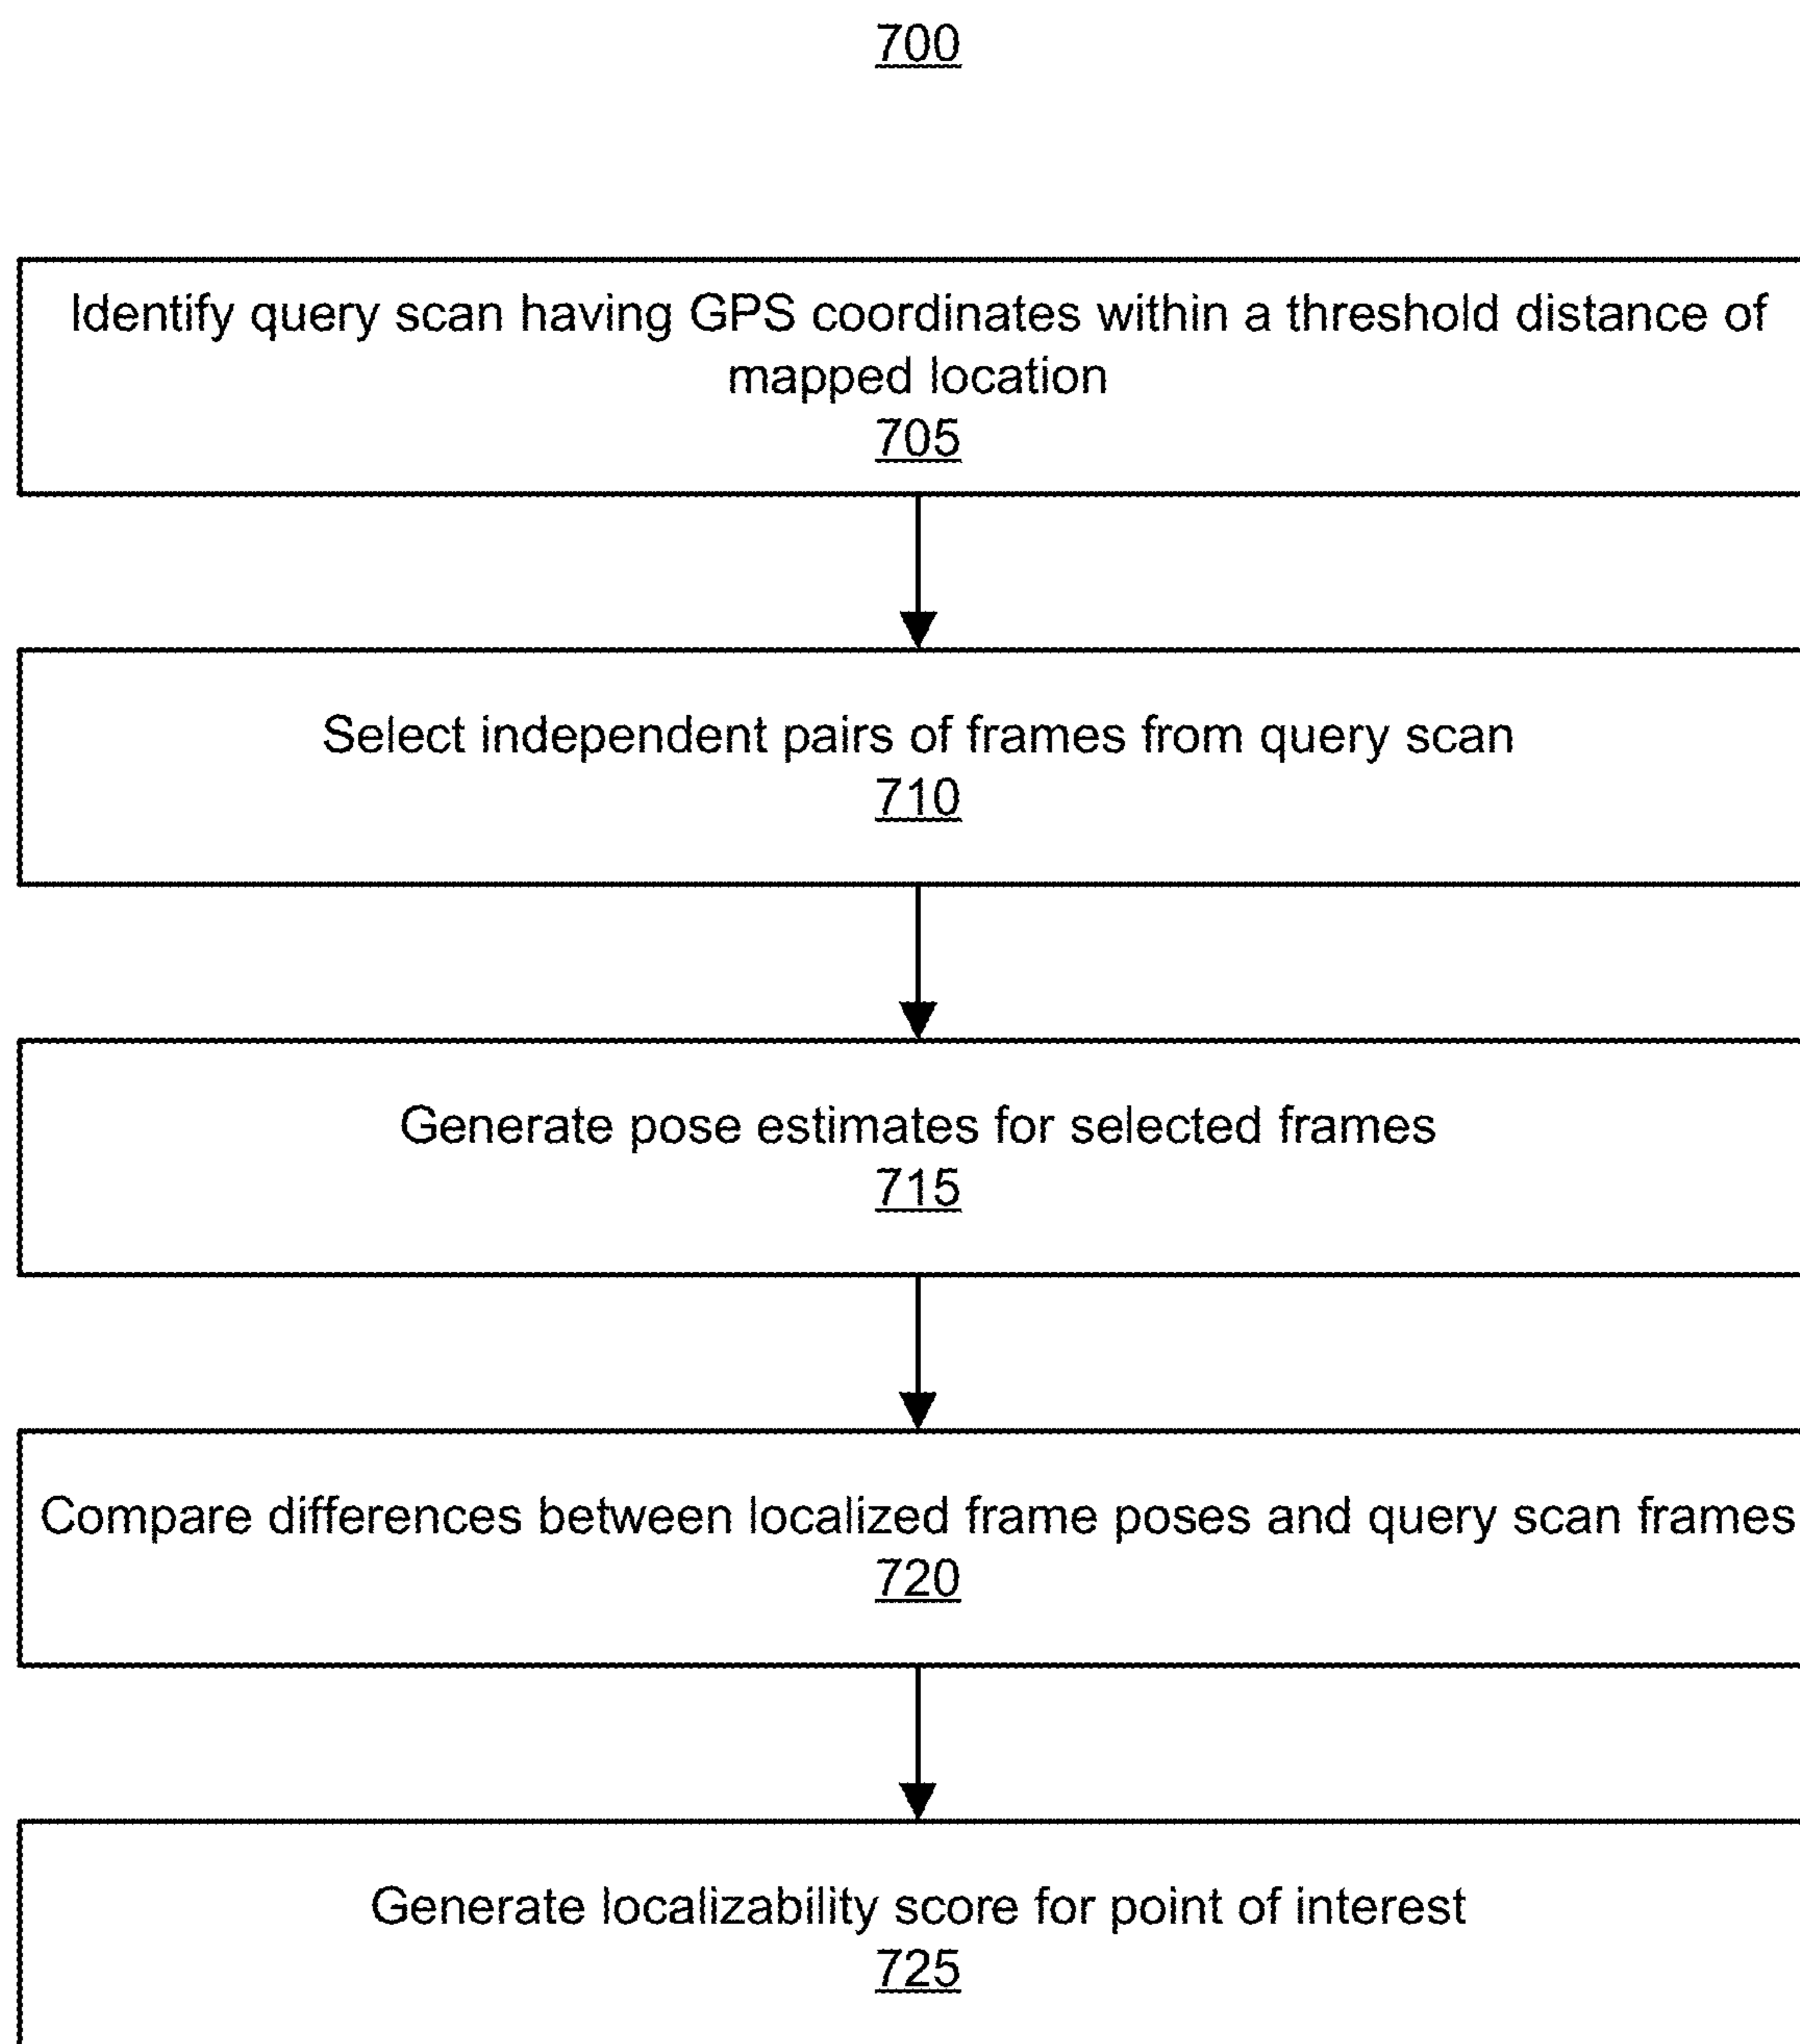 700
Identify query scan having GPS coordinates within a threshold distance of
mapped location
705
Select independent pairs of frames from query scan
710
Generate pose estimates for selected frames
715
Compare differences between localized frame poses and query scan frames
720
Generate localizability score for point of interest
725